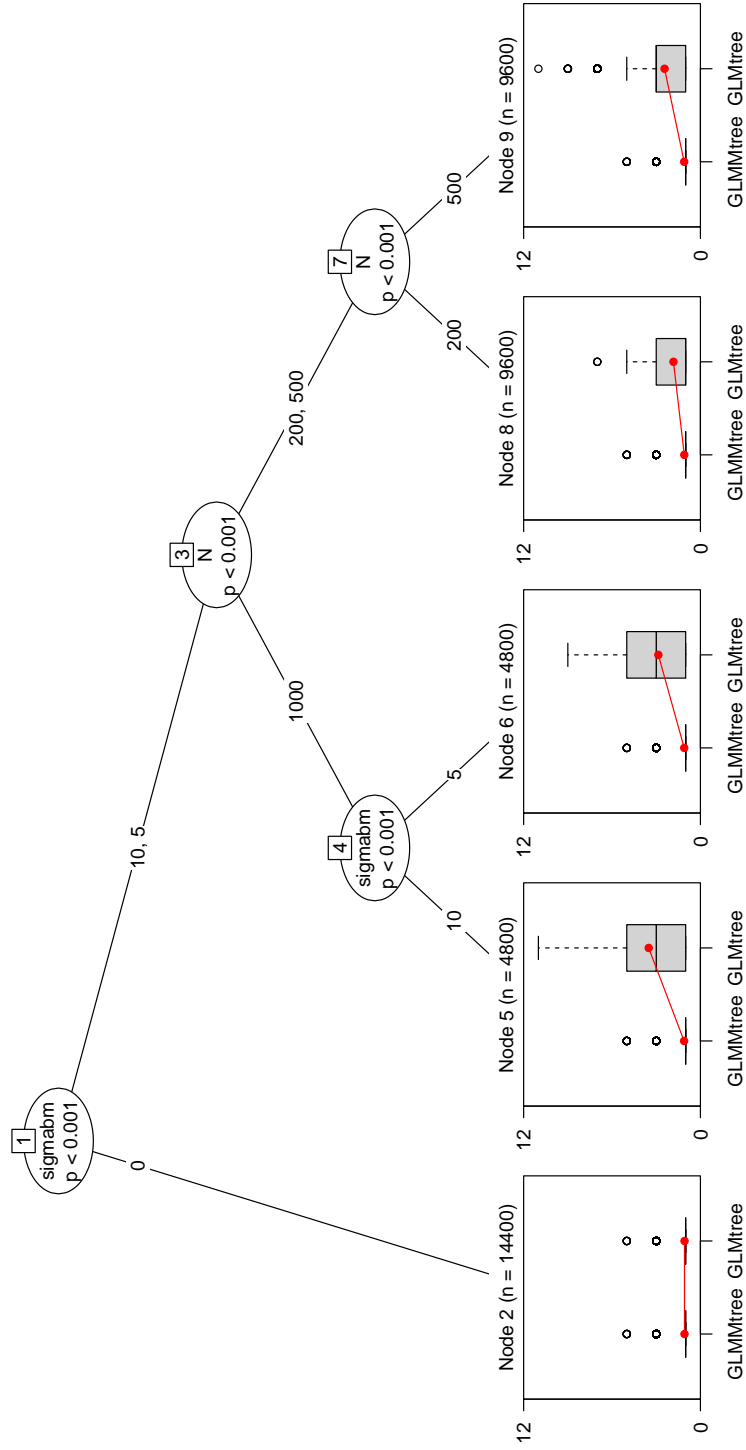 1
sigmabm
p < 0.001
0
10, 5
3
N
p < 0.001
1000
200, 500
4
sigmabm
p < 0.001
10
5
7
N
p < 0.001
200
500
Node 2 (n = 14400)
12
0
GLMMtree GLMtree
Node 5 (n = 4800)
12
0
GLMMtree GLMtree
Node 6 (n = 4800)
12
0
GLMMtree GLMtree
Node 8 (n = 9600)
12
0
GLMMtree GLMtree
Node 9 (n = 9600)
12
0
GLMMtree GLMtree